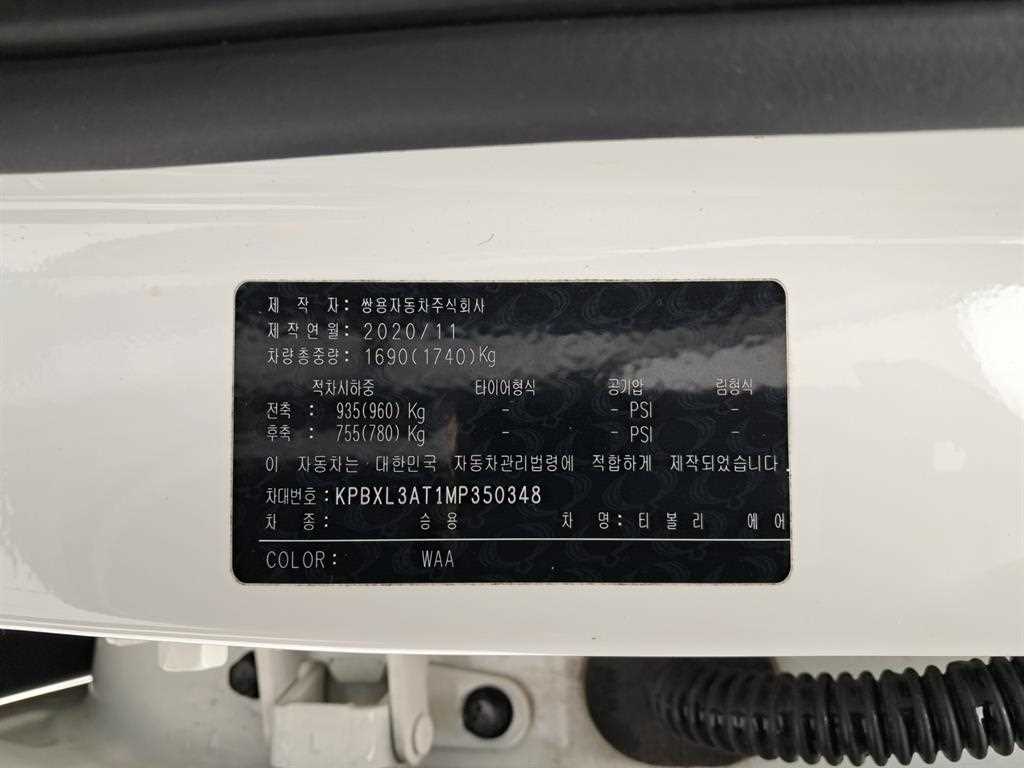 제 작 자: 쌍용자동차주식회사
제작연월: 2020/11
차량총중량: 1690(1740)Kg
적차시하중 타이어형식 공기압 림형식
전축 : 935(960) Kg - - PSI -
후축 : 755(780) Kg - - PSI -
이 자동차는 대한민국 자동차관리법령에 적합하게 제작되었습니다.
차대번호: KPBXL3AT1MP350348
차 종: 승용 차 명: 티 볼 리 에 어
COLOR: WAA